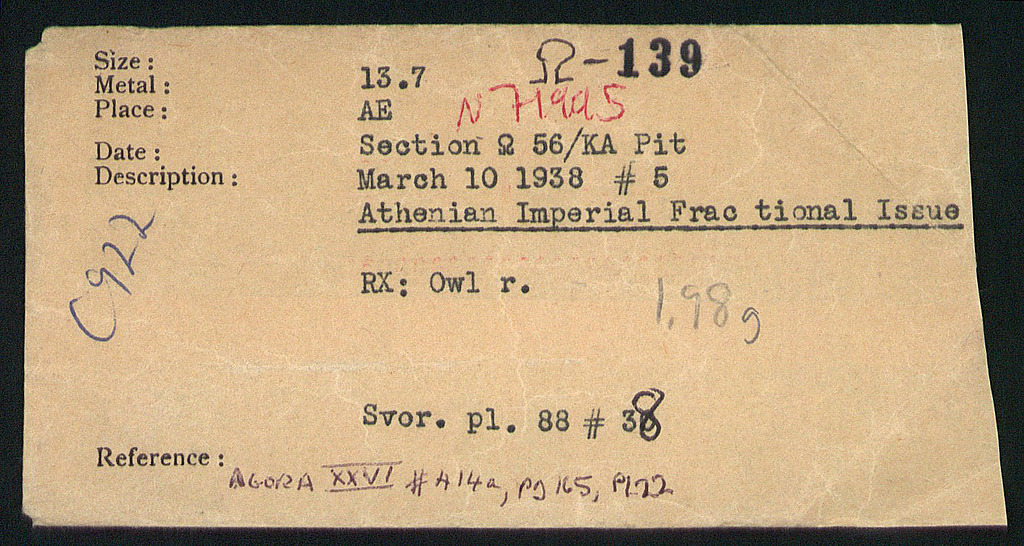 Ω-139
Size: 13.7
Metal: AE N 71995
Place: Section Ω 56/KA Pit
Date: March 10 1938 # 5
Description: Athenian Imperial Frac tional Issue
C922
RX: Owl r.
1.98g
Svor. pl. 88 # 38
Reference: AGORA XXVI # 414a, pg 165, Pl.22